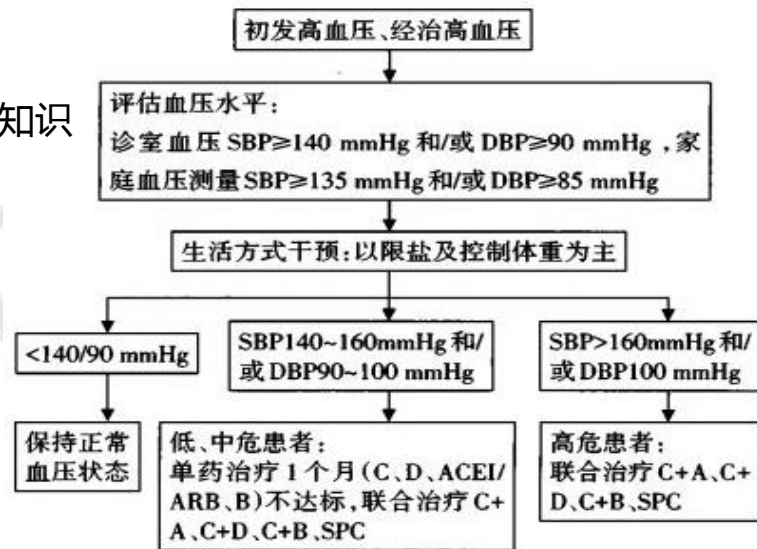 初发高血压、经治高血压
知识
评估血压水平：
诊室血压 SBP≥140 mmHg 和/或 DBP≥90 mmHg ，家
庭血压测量 SBP≥135 mmHg 和/或 DBP≥85 mmHg
生活方式干预：以限盐及控制体重为主
<140/90 mmHg
SBP140~160mmHg 和/
或 DBP90~100 mmHg
SBP>160mmHg 和/
或 DBP100 mmHg
保持正常
血压状态
低、中危患者：
单药治疗 1 个月（C、D、ACEI/
ARB、B）不达标，联合治疗 C+
A、C+D、C+B、SPC
高危患者：
联合治疗 C+A、C+
D、C+B、SPC